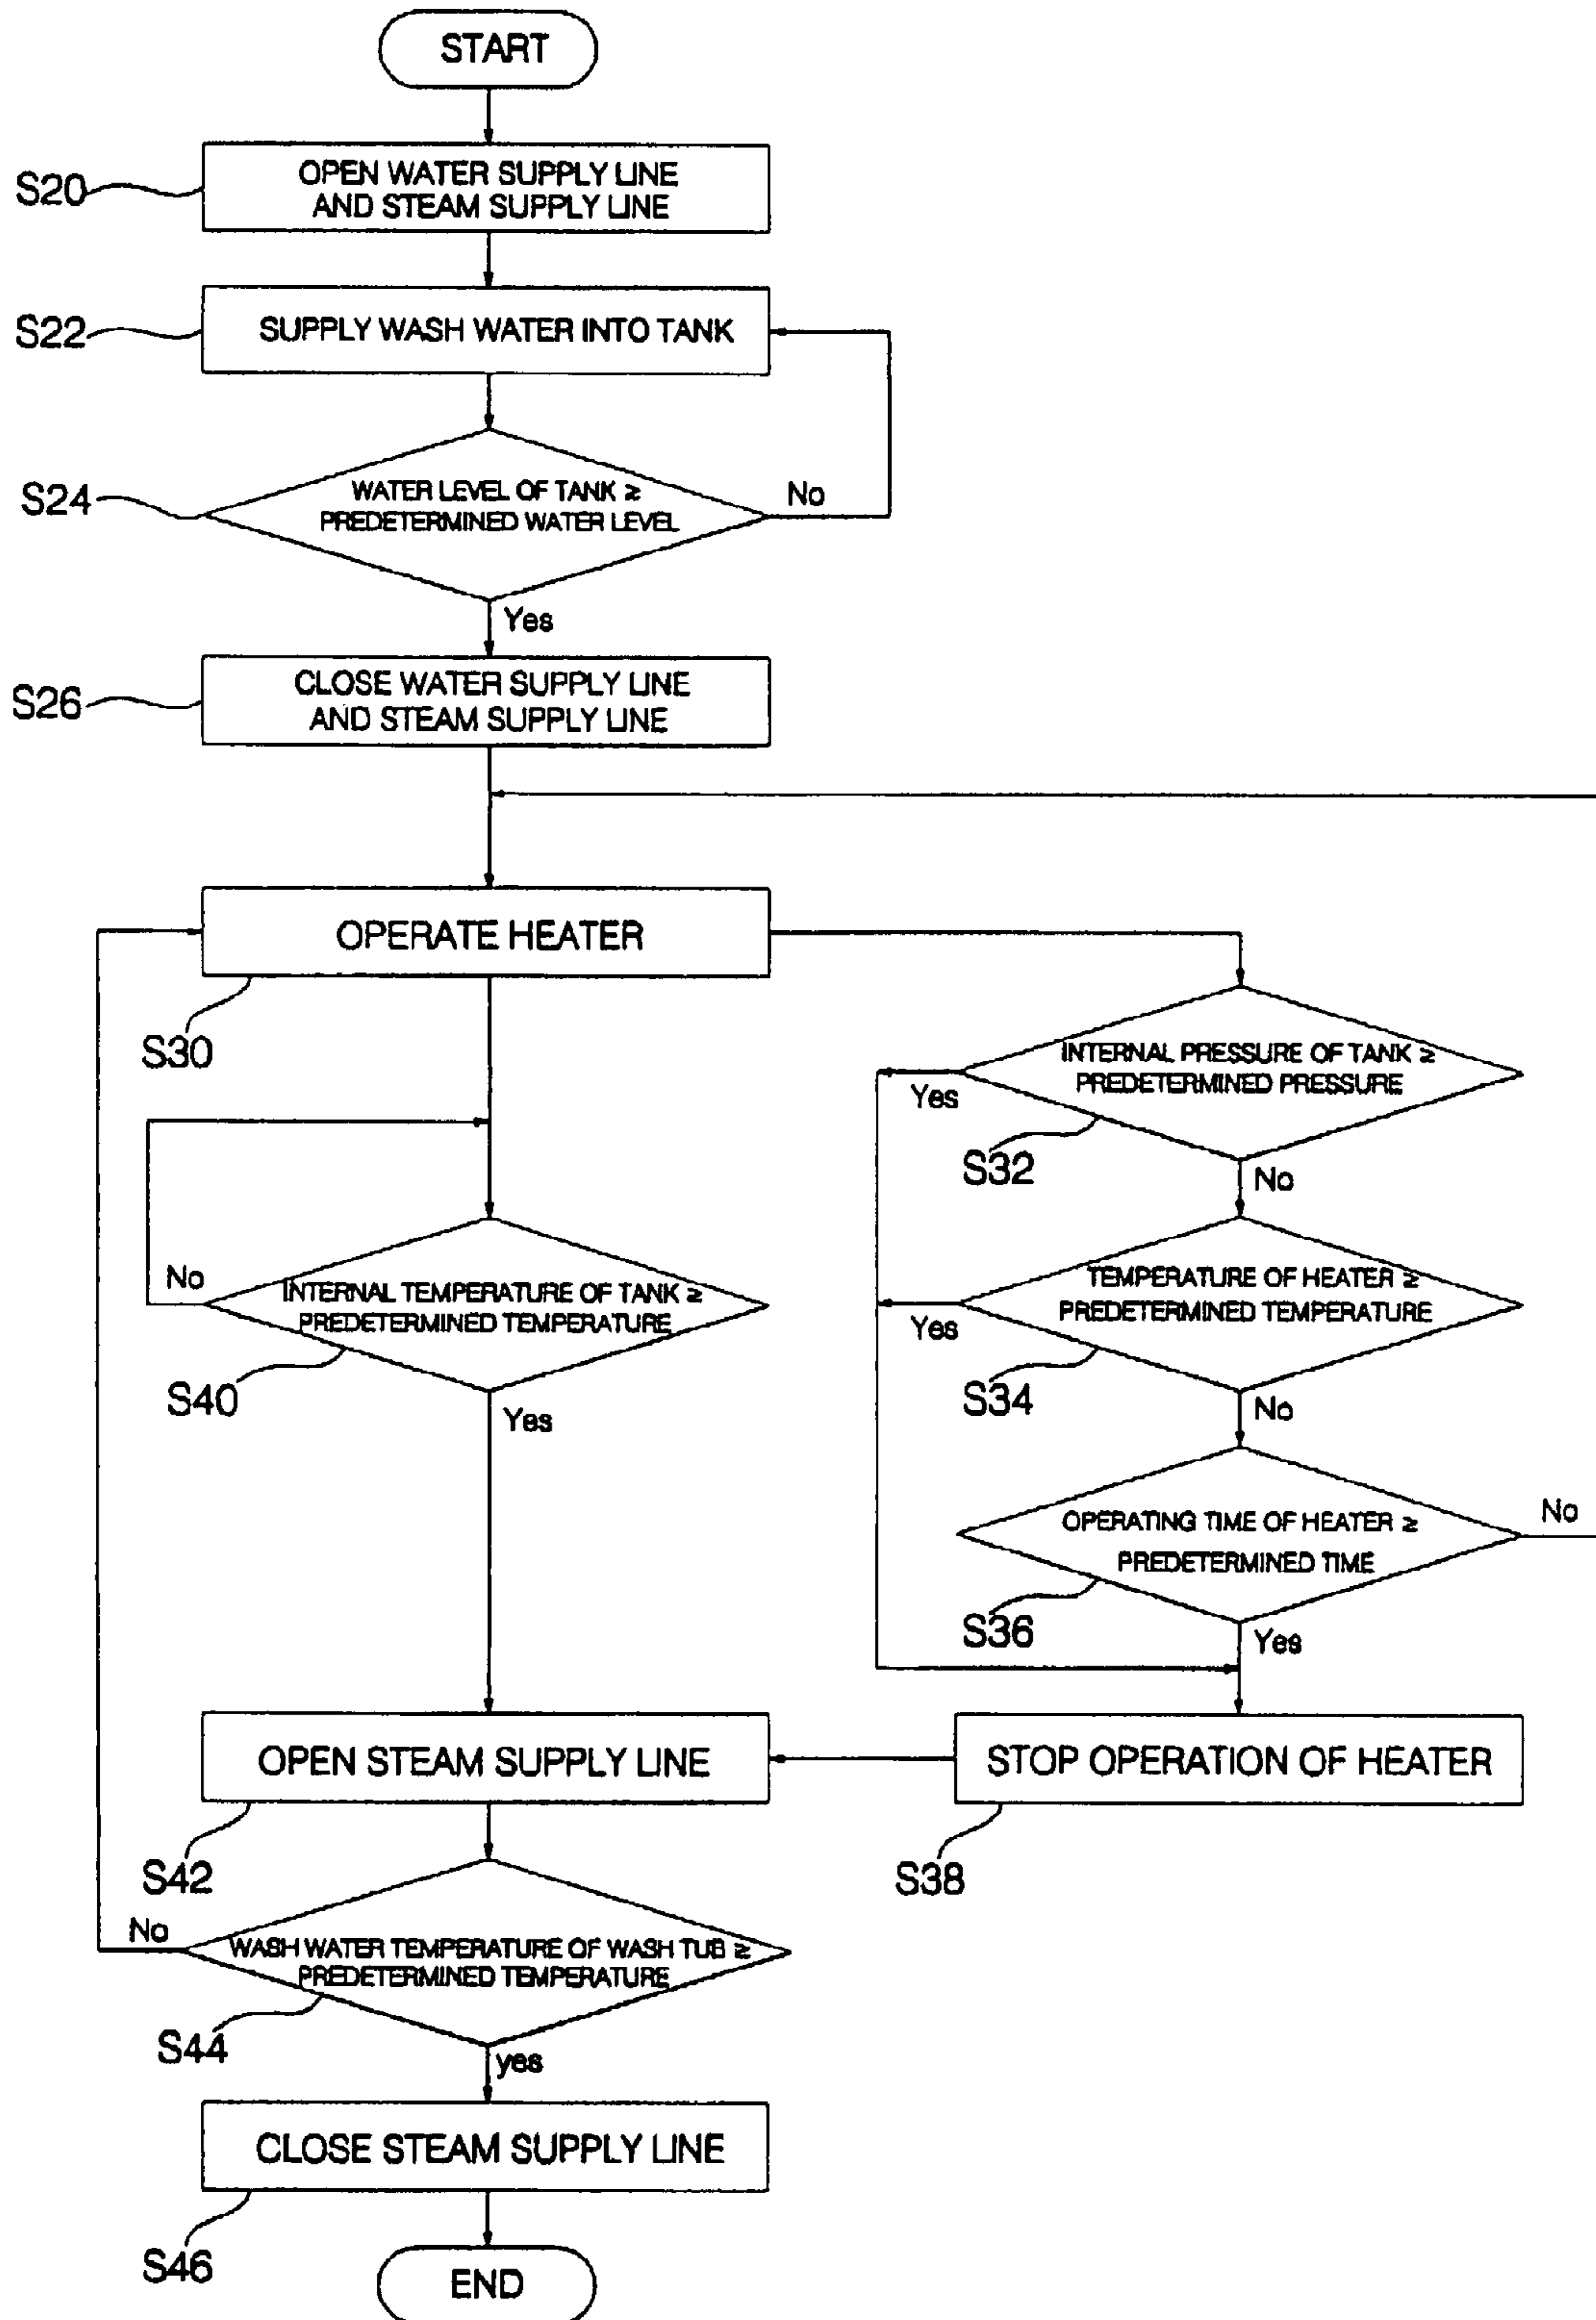 START
S20
OPEN WATER SUPPLY LINE
AND STEAM SUPPLY LINE
S22
SUPPLY WASH WATER INTO TANK
S24
WATER LEVEL OF TANK ≥
PREDETERMINED WATER LEVEL
No
Yes
S26
CLOSE WATER SUPPLY LINE
AND STEAM SUPPLY LINE
OPERATE HEATER
S30
INTERNAL PRESSURE OF TANK ≥
PREDETERMINED PRESSURE
Yes
S32
No
No
INTERNAL TEMPERATURE OF TANK ≥
PREDETERMINED TEMPERATURE
S40
Yes
TEMPERATURE OF HEATER ≥
PREDETERMINED TEMPERATURE
Yes
S34
No
OPERATING TIME OF HEATER ≥
PREDETERMINED TIME
No
S36
Yes
OPEN STEAM SUPPLY LINE
S42
STOP OPERATION OF HEATER
S38
No
WASH WATER TEMPERATURE OF WASH TUB ≥
PREDETERMINED TEMPERATURE
S44
yes
CLOSE STEAM SUPPLY LINE
S46
END